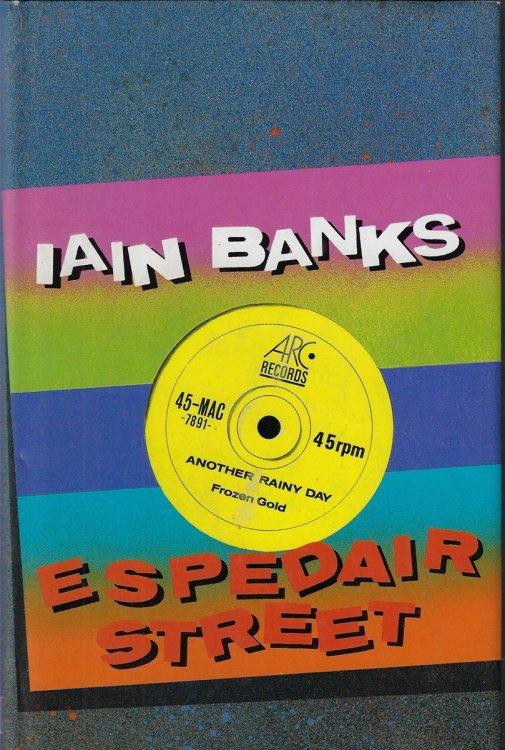 IAIN BANKS
ARC
RECORDS
45-MAC
-7891-
45rpm
ANOTHER RAINY DAY
Frozen Gold
ESPEDAIR
STREET